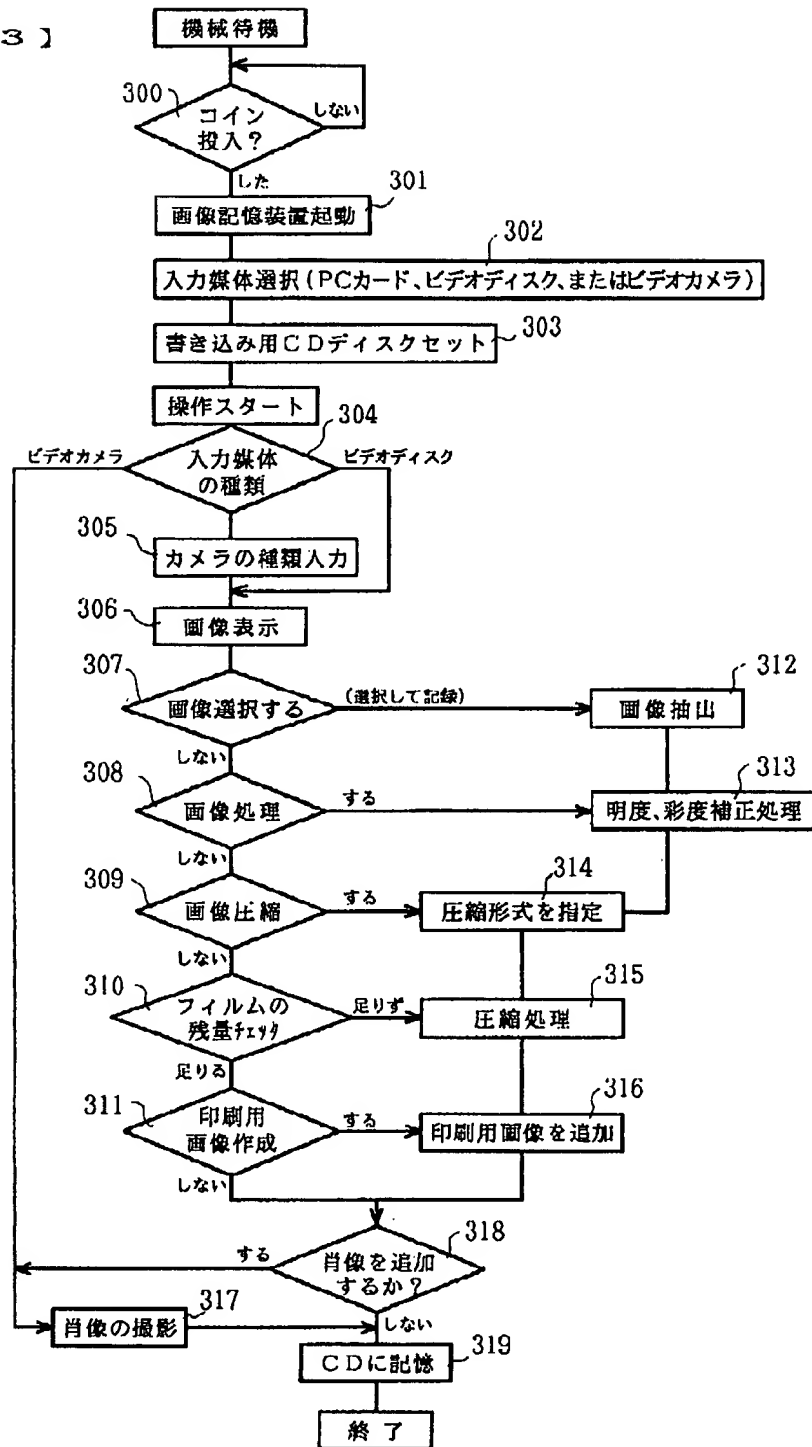 3】
機械待機
300
コイン
投入?
しない
した
301
画像記憶装置起動
302
入力媒体選択(PCカード、ビデオディスク、またはビデオカメラ)
303
書き込み用CDディスクセット
操作スタート
304
ビデオカメラ
入力媒体
の種類
ビデオディスク
305
カメラの種類入力
306
画像表示
307
画像選択する
(選択して記録)
312
画像抽出
しない
308
画像処理
する
313
明度、彩度補正処理
しない
309
画像圧縮
する
314
圧縮形式を指定
しない
310
フィルムの
残量チェック
足りず
315
圧縮処理
足りる
311
印刷用
画像作成
する
316
印刷用画像を追加
しない
318
する
肖像を追加
するか?
317
肖像の撮影
しない
319
CDに記憶
終了